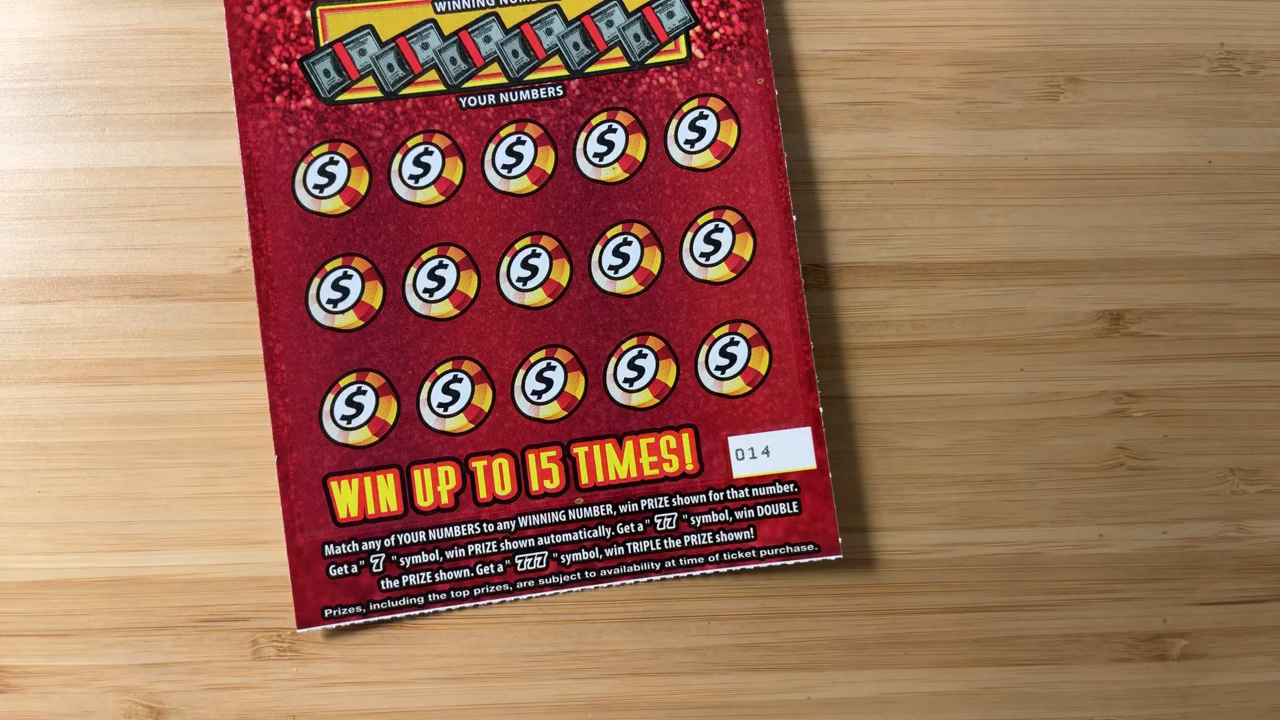 WINNING
YOUR NUMBERS
$ $ $ $ $
$ $ $ $ $
$ $ $ $ $
WIN UP TO 15 TIMES!
014
Match any of YOUR NUMBERS to any WINNING NUMBER, win PRIZE shown for that number.
Get a " 7 " symbol, win PRIZE shown automatically. Get a " 77 " symbol, win DOUBLE
the PRIZE shown. Get a " 777 " symbol, win TRIPLE the PRIZE shown!
Prizes, including the top prizes, are subject to availability at time of ticket purchase.